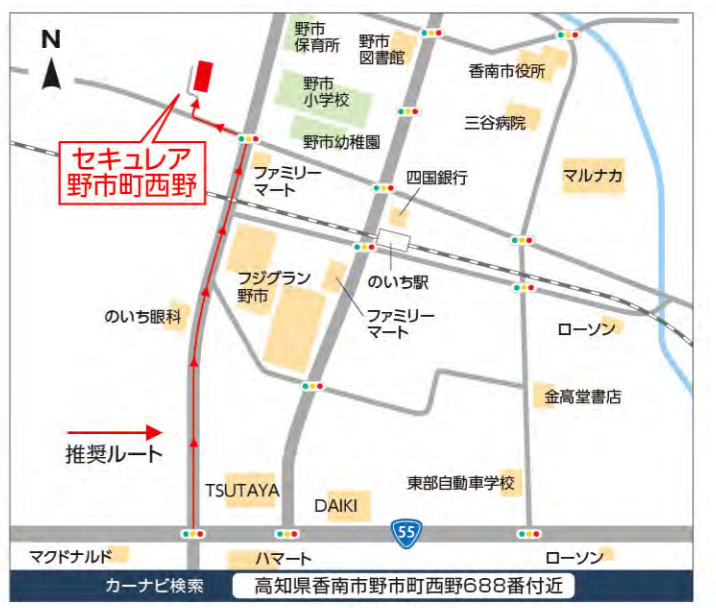 N
野市
保育所
野市
図書館
香南市役所
野市
小学校
三谷病院
野市幼稚園
セキュレア
野市町西野
ファミリー
マート
四国銀行
マルナカ
フジグラン
野市
のいち駅
のいち眼科
ファミリー
マート
ローソン
金高堂書店
推奨ルート
東部自動車学校
TSUTAYA
DAIKI
55
マクドナルド
ハマート
ローソン
カーナビ検索
高知県香南市野市町西野688番付近